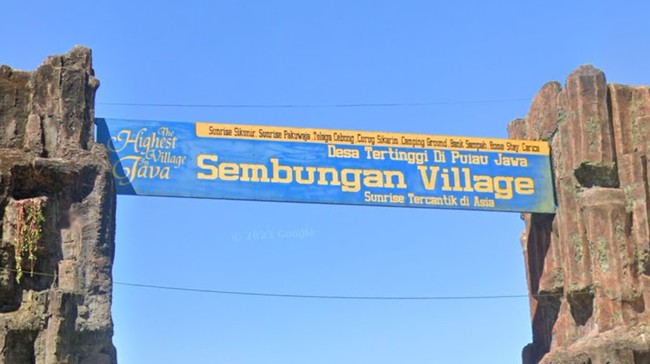 The
Highest
Village
Java
Sunrise Sikunir, Sunrise Pakuwaja, Telaga Cebong, Curug Sikarim, Camping Ground, Bank Sampah, Home Stay, Carica
Desa Tertinggi Di Pulau Jawa
Sembungan Village
Sunrise Tercantik di Asia
© 2023 Google